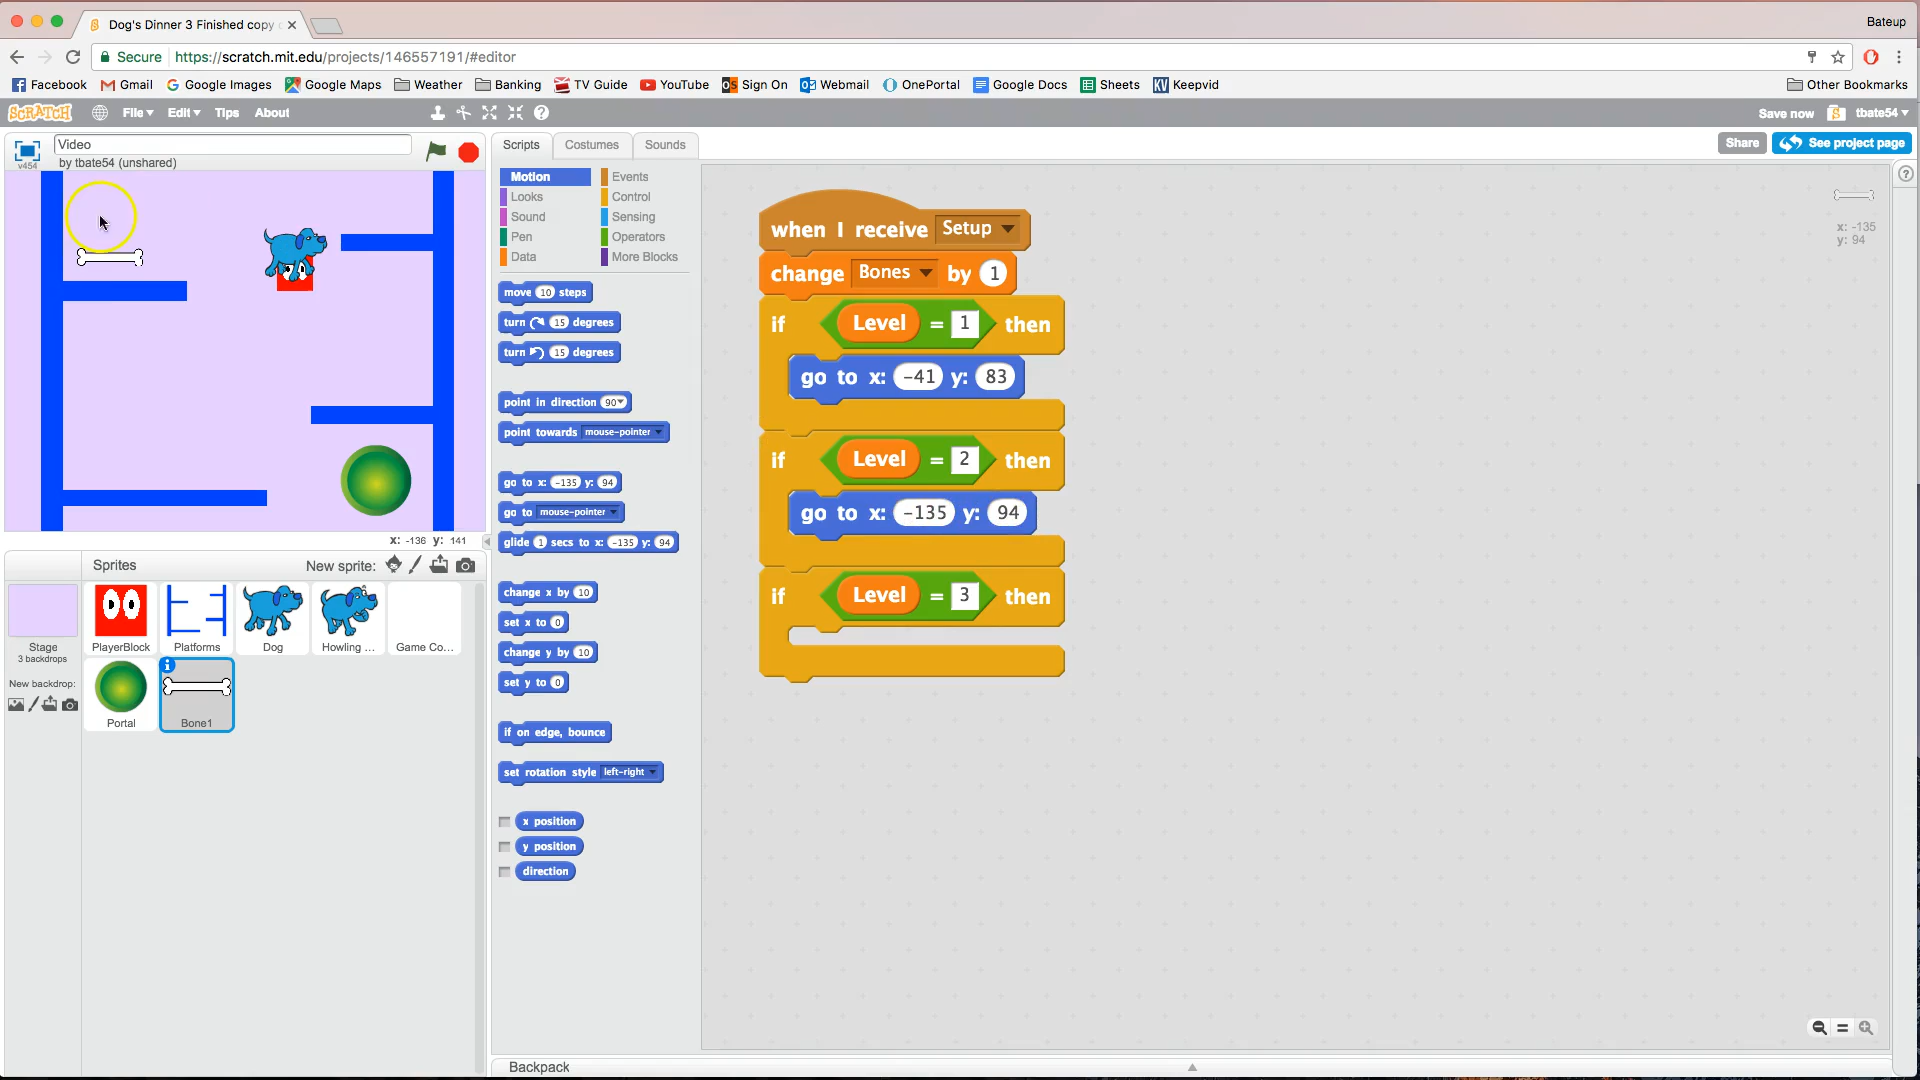 Dog's Dinner 3 Finished copy
Bateup
Secure https://scratch.mit.edu/projects/146557191/#editor
Facebook Gmail Google Images Google Maps Weather Banking TV Guide YouTube Sign On Webmail OnePortal Google Docs Sheets Keepvid Other Bookmarks
SCRATCH File Edit Tips About Save now tbate54
Video
by tbate54 (unshared)
v454
Scripts Costumes Sounds Share See project page
Motion Events
Looks Control
Sound Sensing
Pen Operators
Data More Blocks
move 10 steps
turn 15 degrees
turn 15 degrees
point in direction 90
point towards mouse-pointer
go to x: -135 y: 94
go to mouse-pointer
glide 1 secs to x: -135 y: 94
change x by 10
set x to 0
change y by 10
set y to 0
if on edge, bounce
set rotation style left-right
x position
y position
direction
when I receive Setup
change Bones by 1
if Level = 1 then
go to x: -41 y: 83
if Level = 2 then
go to x: -135 y: 94
if Level = 3 then
x: -135
y: 94
x: -136 y: 141
Sprites New sprite:
Stage
3 backdrops
New backdrop:
PlayerBlock Platforms Dog Howling ... Game Co...
Portal Bone1
Backpack